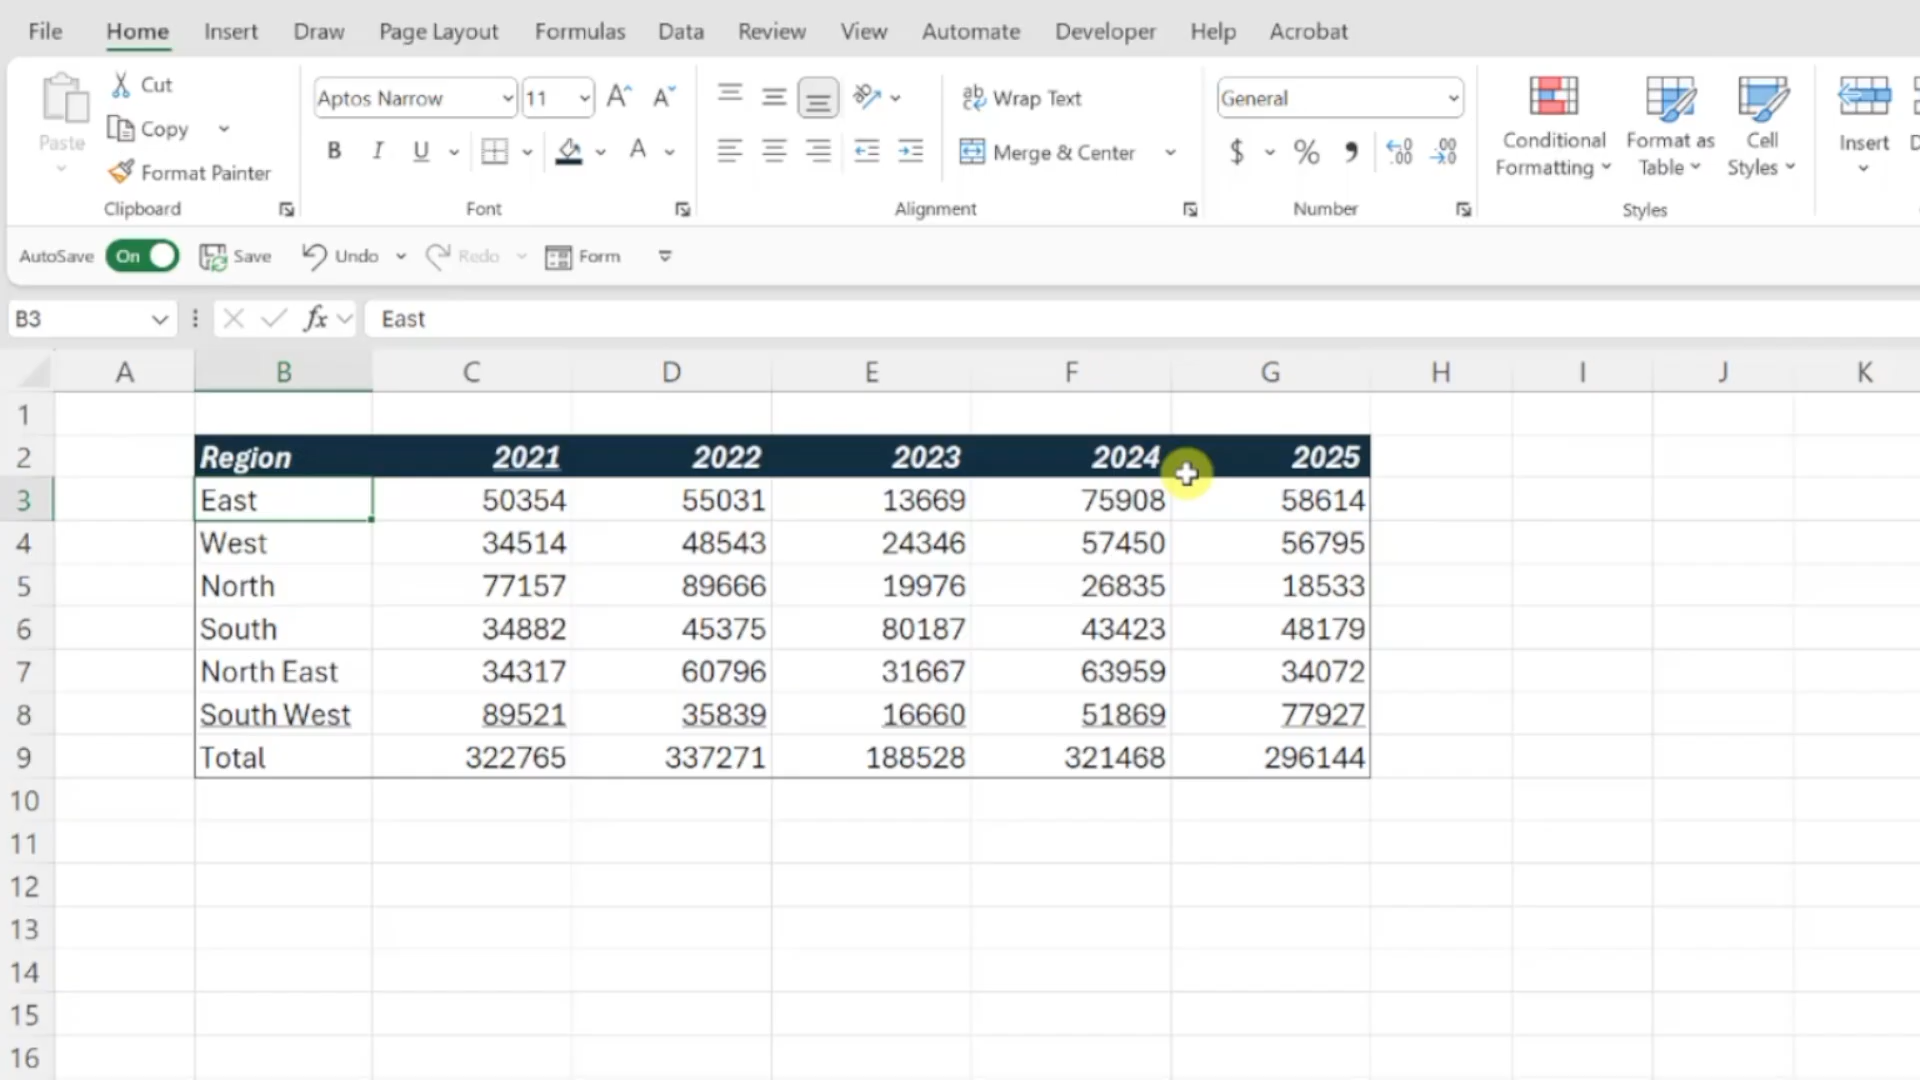 File Home Insert Draw Page Layout Formulas Data Review View Automate Developer Help Acrobat
Paste
Cut
Copy
Format Painter
Clipboard
Aptos Narrow 11 A A
B I U A
Font
ab Wrap Text
Merge & Center
Alignment
General
$ % , .00 .00
Number
Conditional Formatting
Format as Table
Cell Styles
Styles
Insert
AutoSave On Save Undo Redo Form
B3 fx East
A B C D E F G H I J K
1
2 Region 2021 2022 2023 2024 2025
3 East 50354 55031 13669 75908 58614
4 West 34514 48543 24346 57450 56795
5 North 77157 89666 19976 26835 18533
6 South 34882 45375 80187 43423 48179
7 North East 34317 60796 31667 63959 34072
8 South West 89521 35839 16660 51869 77927
9 Total 322765 337271 188528 321468 296144
10
11
12
13
14
15
16